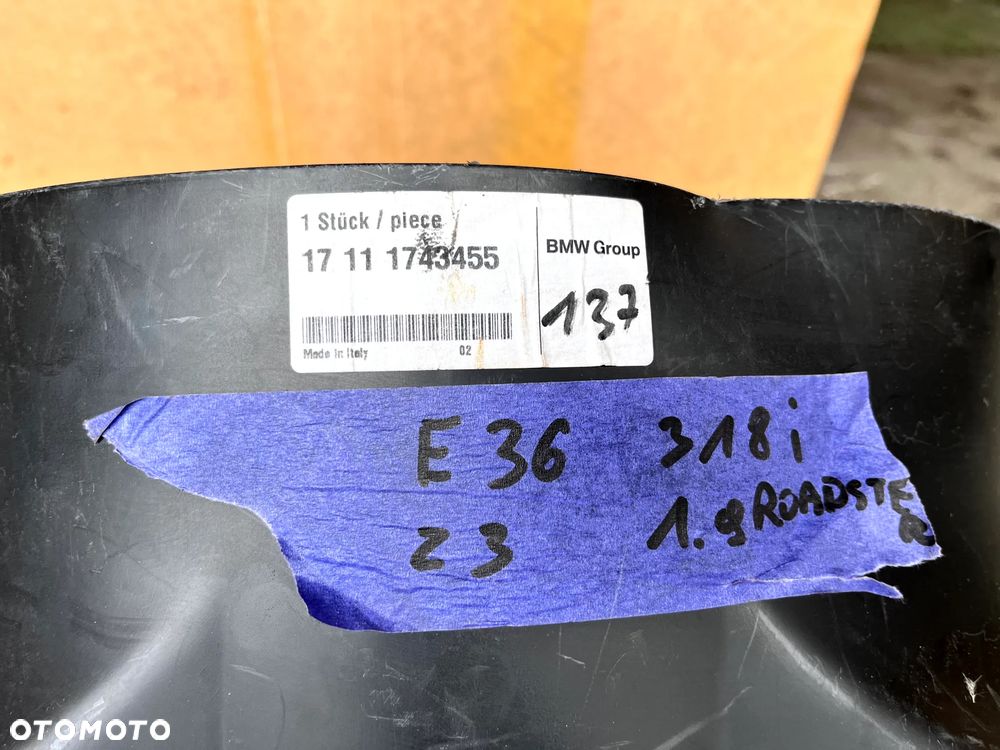 1 Stück / piece
17 11 1743455
BMW Group
137
Made in Italy 02
E36 318i
Z3 1.9 ROADSTER
OTOMOTO